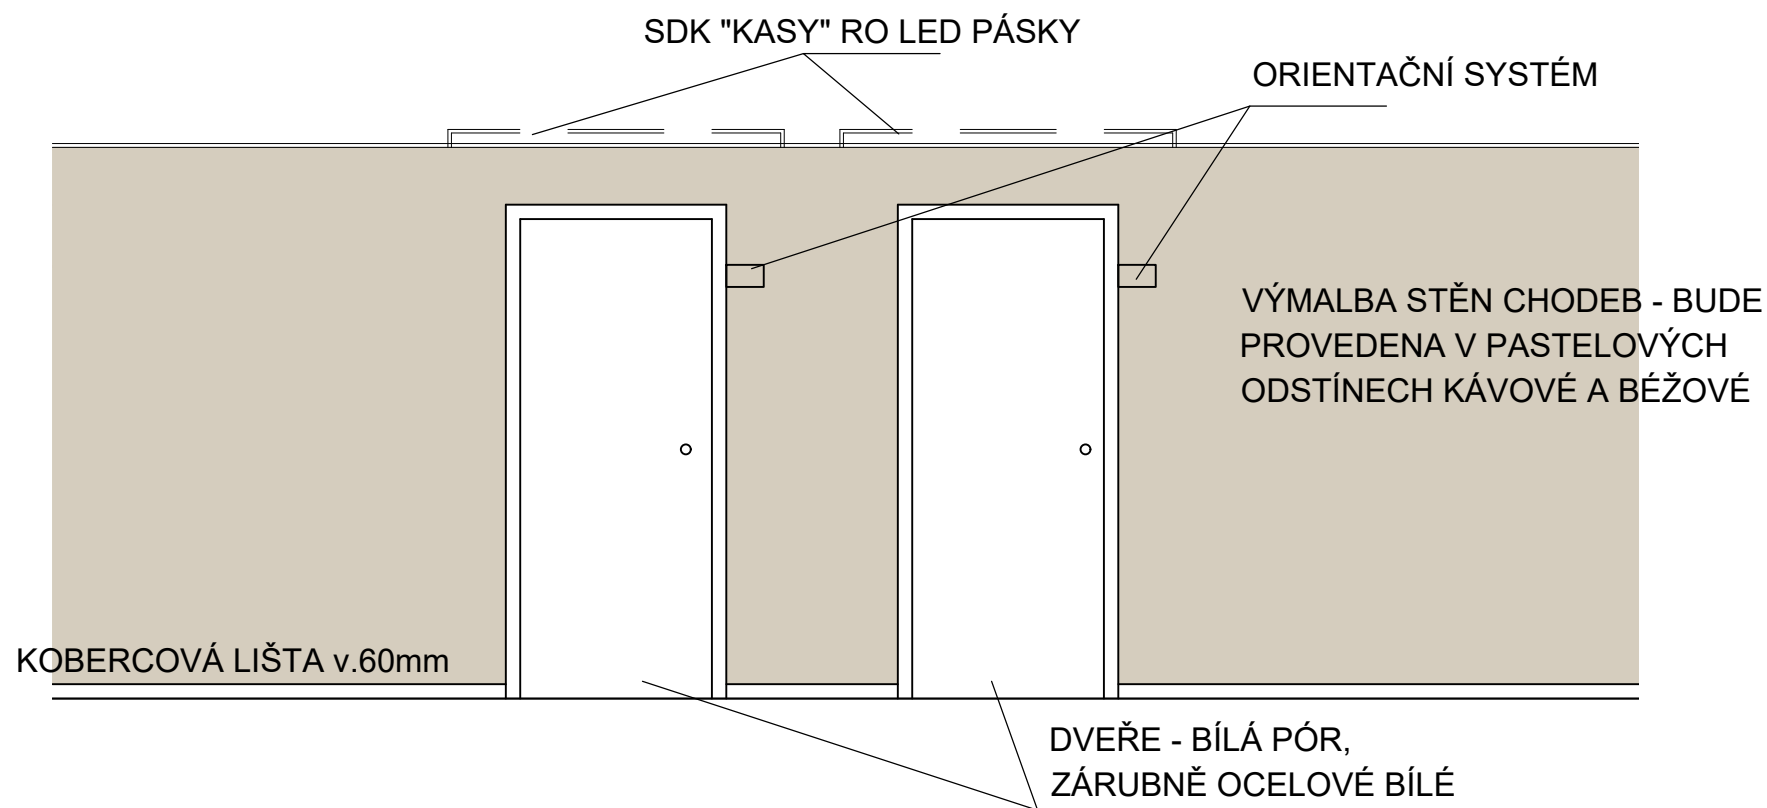 SDK "KASY" RO LED PÁSKY
ORIENTAČNÍ SYSTÉM
VÝMALBA STĚN CHODEB - BUDE
PROVEDENA V PASTELOVÝCH
ODSTÍNECH KÁVOVÉ A BÉŽOVÉ
KOBERCOVÁ LIŠTA v.60mm
DVEŘE - BÍLÁ PÓR,
ZÁRUBNĚ OCELOVÉ BÍLÉ